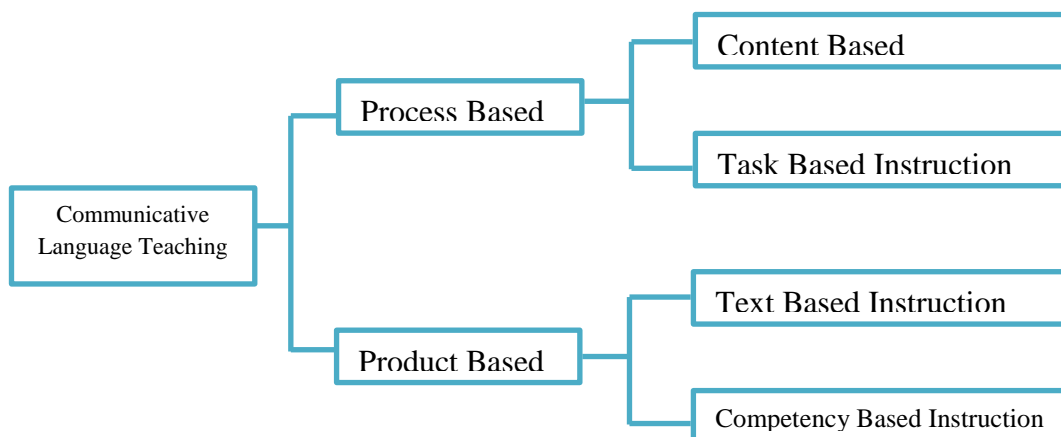 Communicative
Language Teaching
Process Based
Content Based
Task Based Instruction
Product Based
Text Based Instruction
Competency Based Instruction